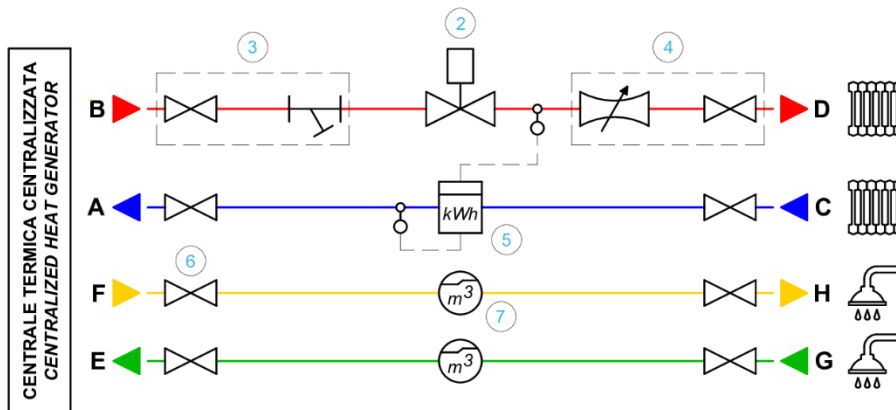 CENTRALE TERMICA CENTRALIZZATA
CENTRALIZED HEAT GENERATOR
3
2
4
B
D
A
kWh
C
5
6
F
m³
H
7
E
m³
G